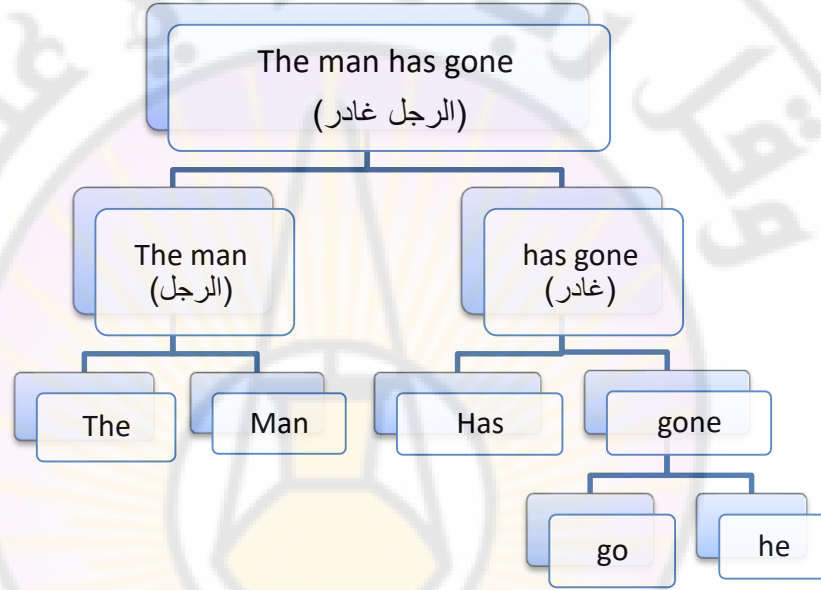 The man has gone
(الرجل غادر)
The man
(الرجل)
has gone
(غادر)
The
Man
Has
gone
go
he